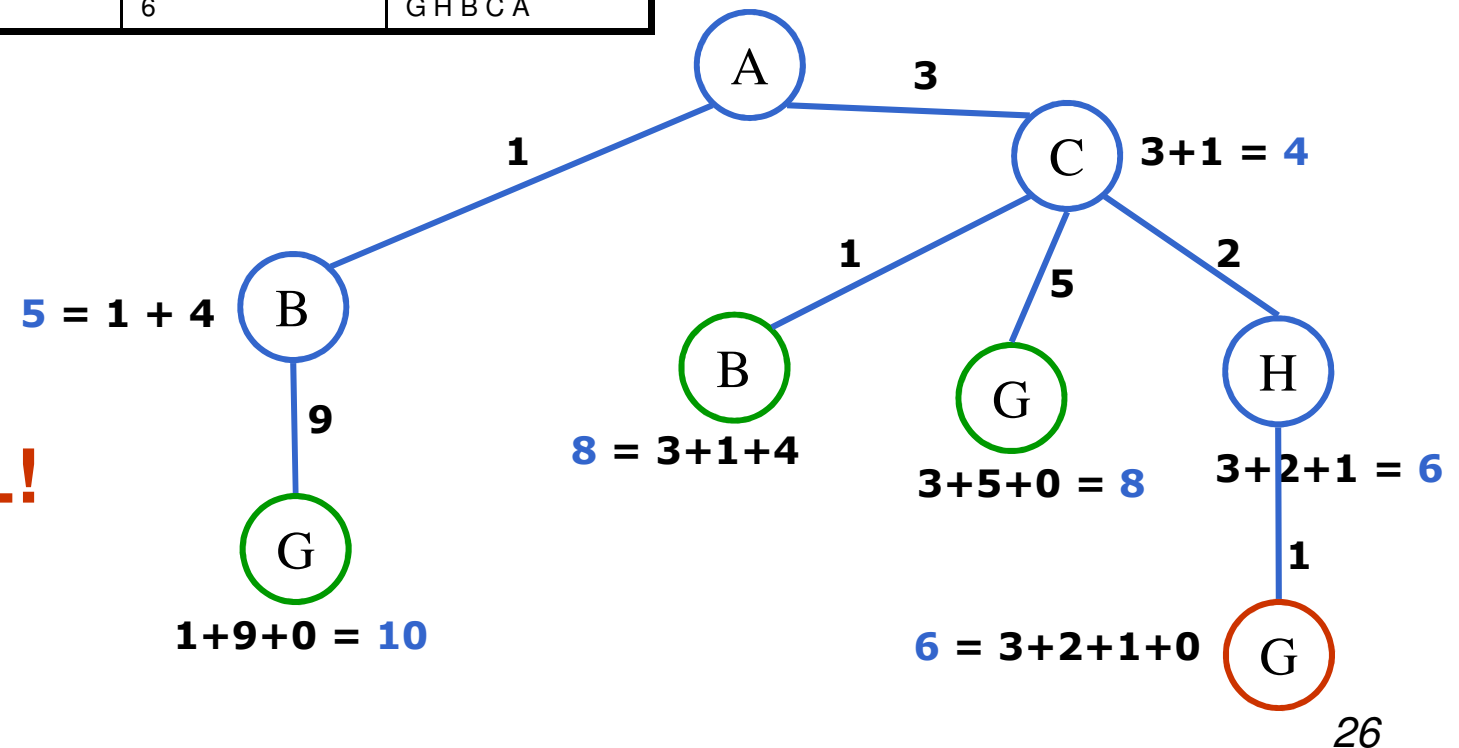 6 G H B C A
A
3
C 3+1 = 4
1
1 5 2
5 = 1 + 4 B
B G H
9
8 = 3+1+4
3+5+0 = 8
3+2+1 = 6
!
G
1
1+9+0 = 10
6 = 3+2+1+0 G
26